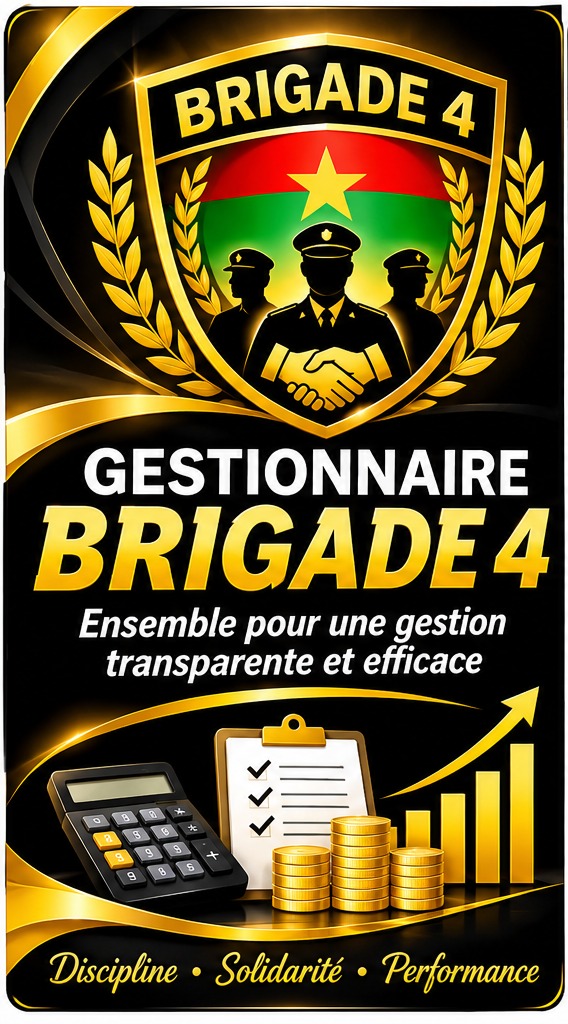 BRIGADE 4
GESTIONNAIRE
BRIGADE 4
Ensemble pour une gestion
transparente et efficace
Discipline • Solidarité • Performance